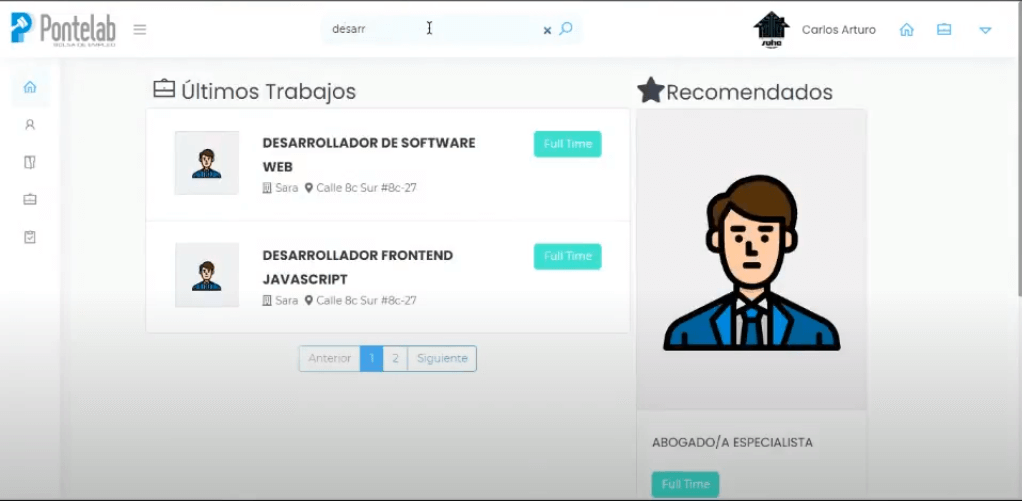 Pontelab
BOLSA DE EMPLEO
desarr
suha
Carlos Arturo
Últimos Trabajos
DESARROLLADOR DE SOFTWARE
WEB
Sara Calle 8c Sur #8c-27
Full Time
DESARROLLADOR FRONTEND
JAVASCRIPT
Sara Calle 8c Sur #8c-27
Full Time
Anterior 1 2 Siguiente
Recomendados
ABOGADO/A ESPECIALISTA
Full Time